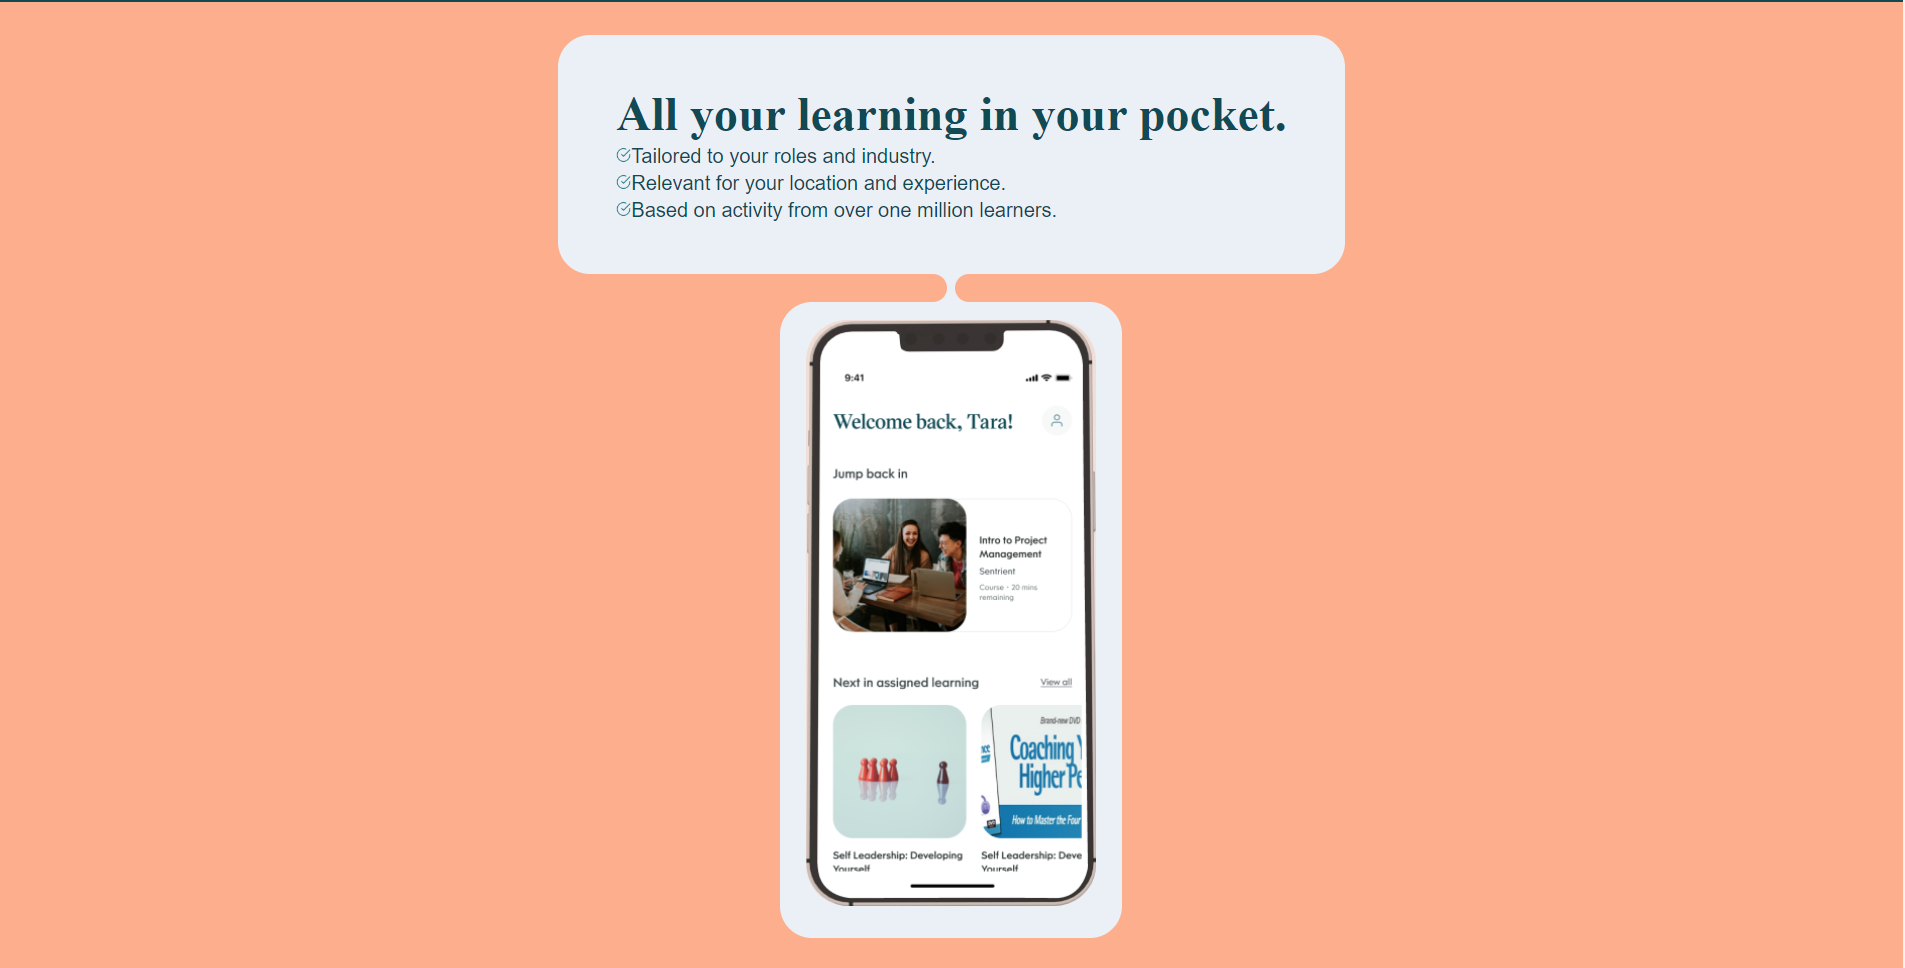 All your learning in your pocket.
Tailored to your roles and industry.
Relevant for your location and experience.
Based on activity from over one million learners.
9:41
Welcome back, Tara!
Jump back in
Intro to Project
Management
Sentrient
Course - 20 mins
remaining
Next in assigned learning
View all
Brand-new DVD
Coaching
Higher Pe
How to Master the Four
Self Leadership: Developing
Yourself
Self Leadership: Deve
Yourself